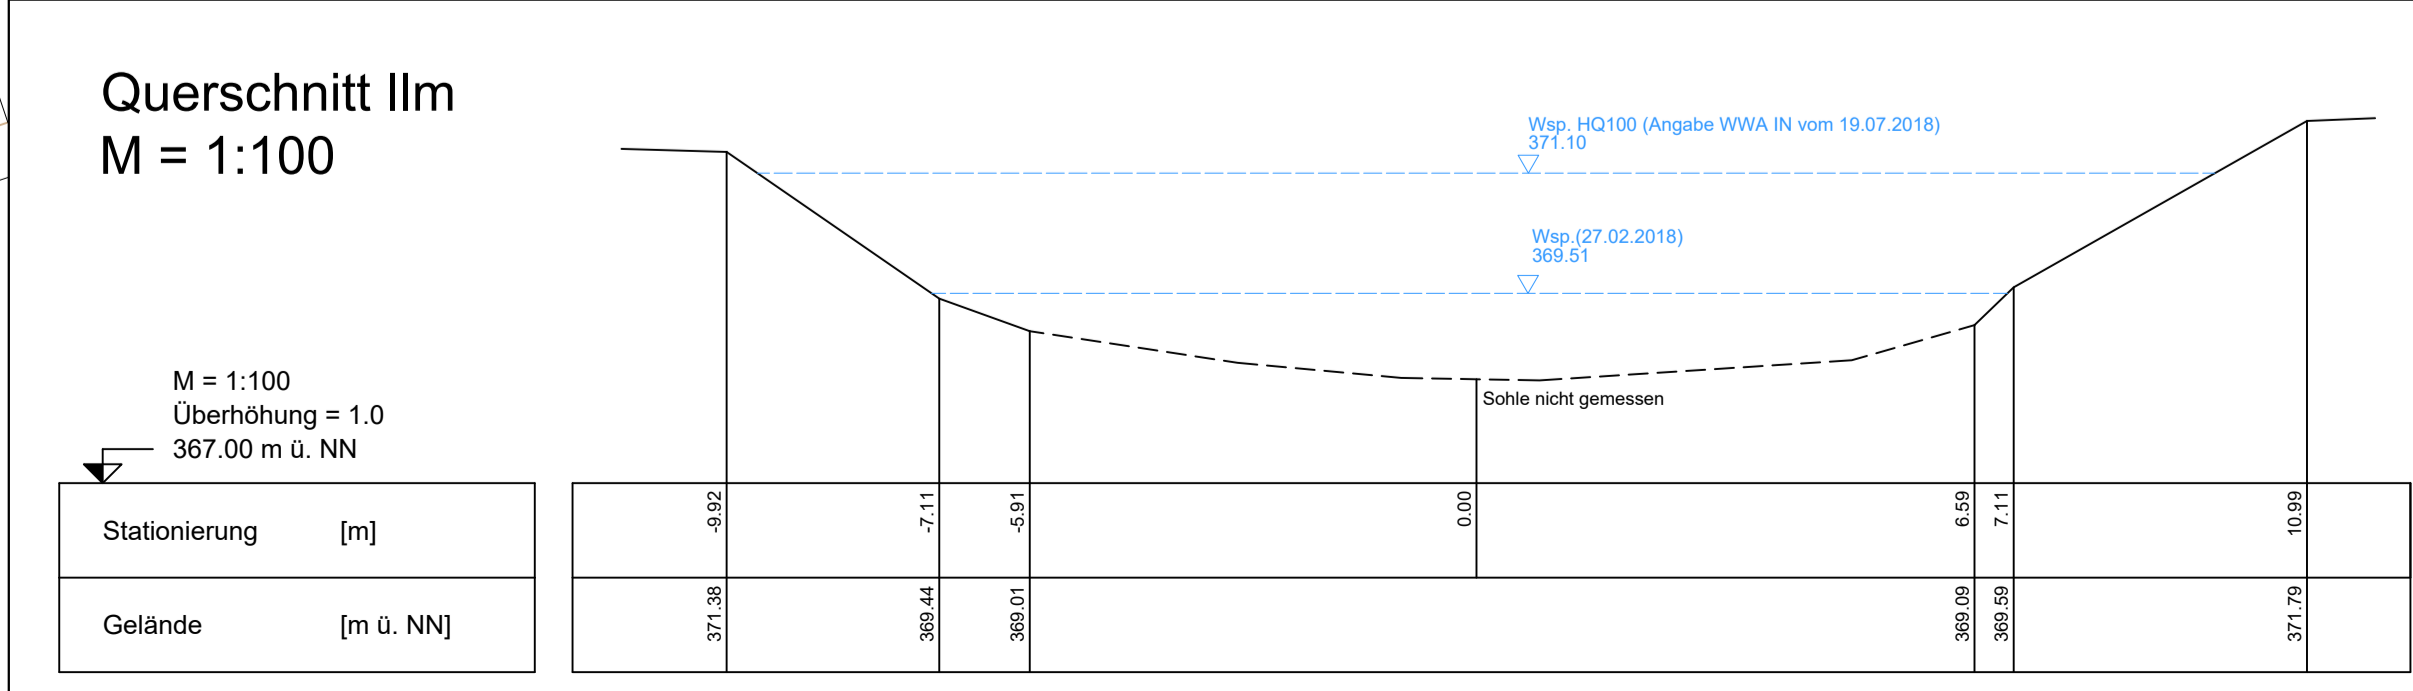 Querschnitt Ilm
M = 1:100
Wsp. HQ100 (Angabe WWA IN vom 19.07.2018)
371.10
Wsp.(27.02.2018)
369.51
Sohle nicht gemessen
M = 1:100
Überhöhung = 1.0
367.00 m ü. NN
Stationierung [m]
-9.92
-7.11
-5.91
0.00
6.59
7.11
10.99
Gelände [m ü. NN]
371.38
369.44
369.01
369.09
369.59
371.79